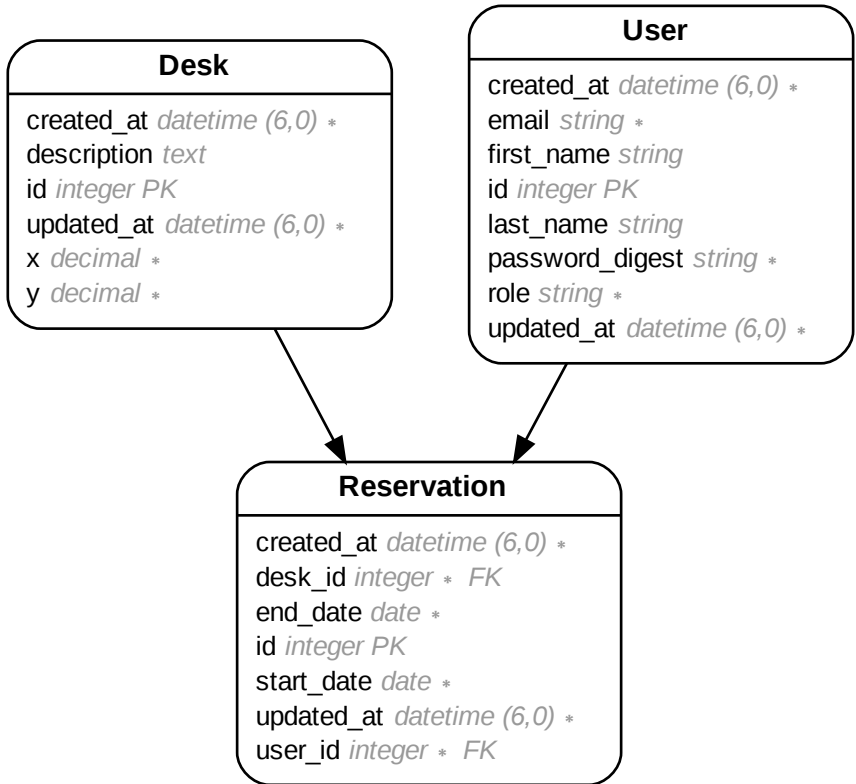 Desk
created_at datetime (6,0) *
description text
id integer PK
updated_at datetime (6,0) *
x decimal *
y decimal *
User
created_at datetime (6,0) *
email string *
first_name string
id integer PK
last_name string
password_digest string *
role string *
updated_at datetime (6,0) *
Reservation
created_at datetime (6,0) *
desk_id integer * FK
end_date date *
id integer PK
start_date date *
updated_at datetime (6,0) *
user_id integer * FK